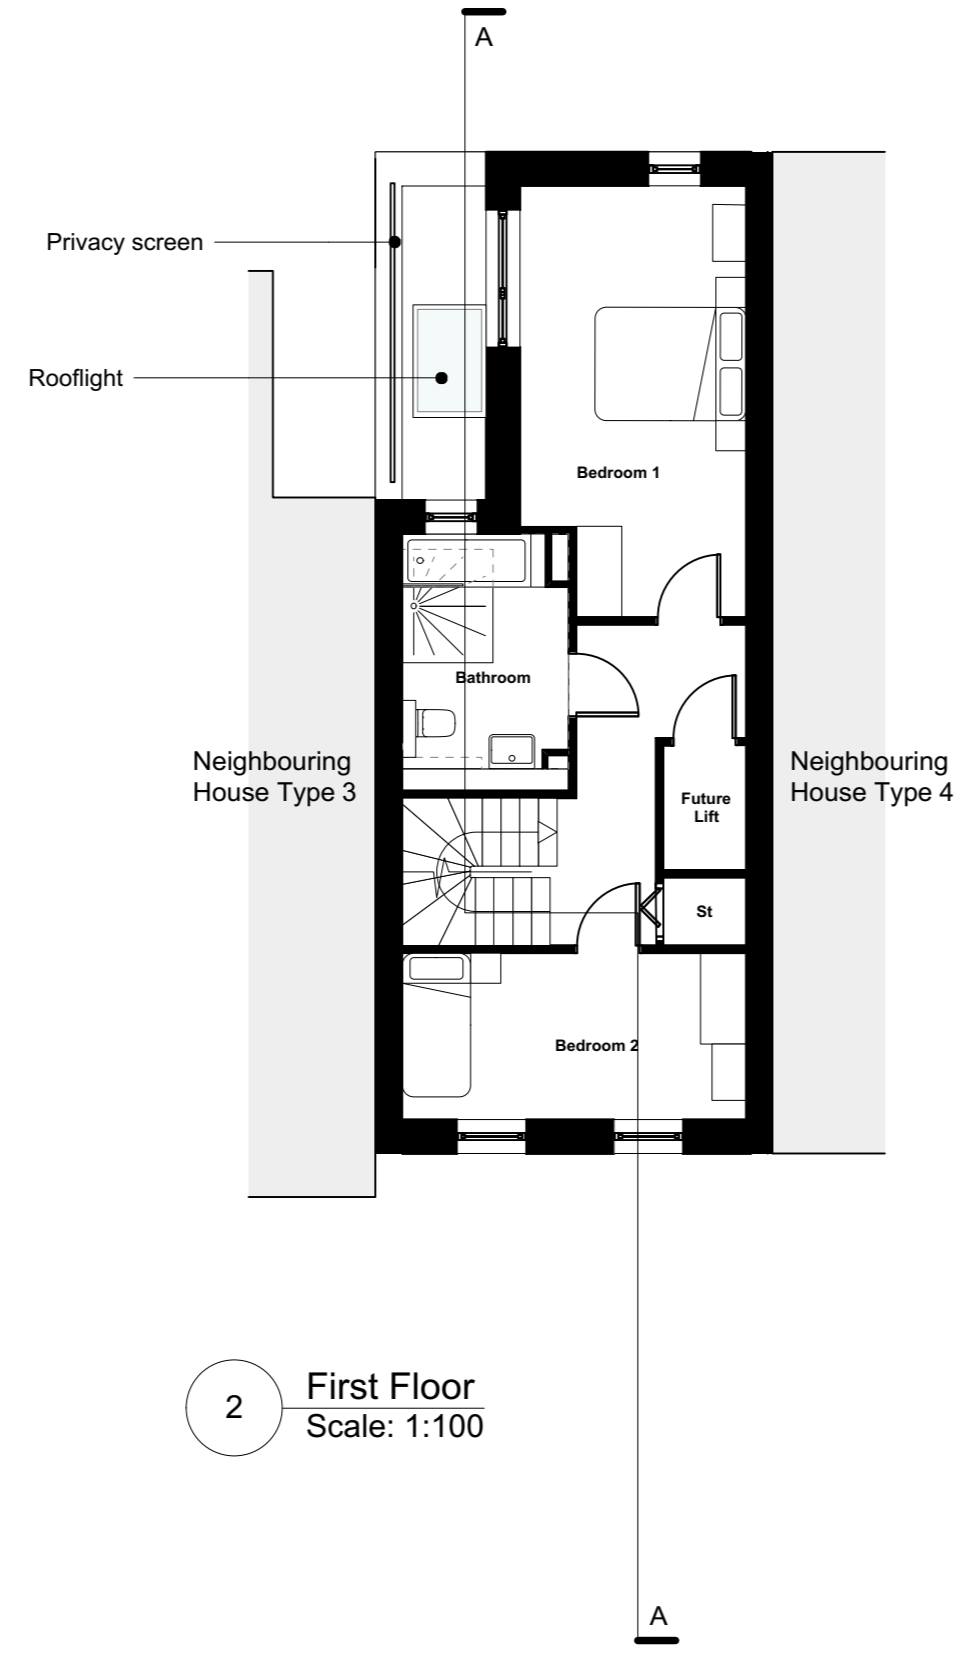 A
Privacy screen
Rooflight
Bedroom 1
Bathroom
Neighbouring
House Type 3
Neighbouring
House Type 4
Future
Lift
St
Bedroom 2
2
First Floor
Scale: 1:100
A